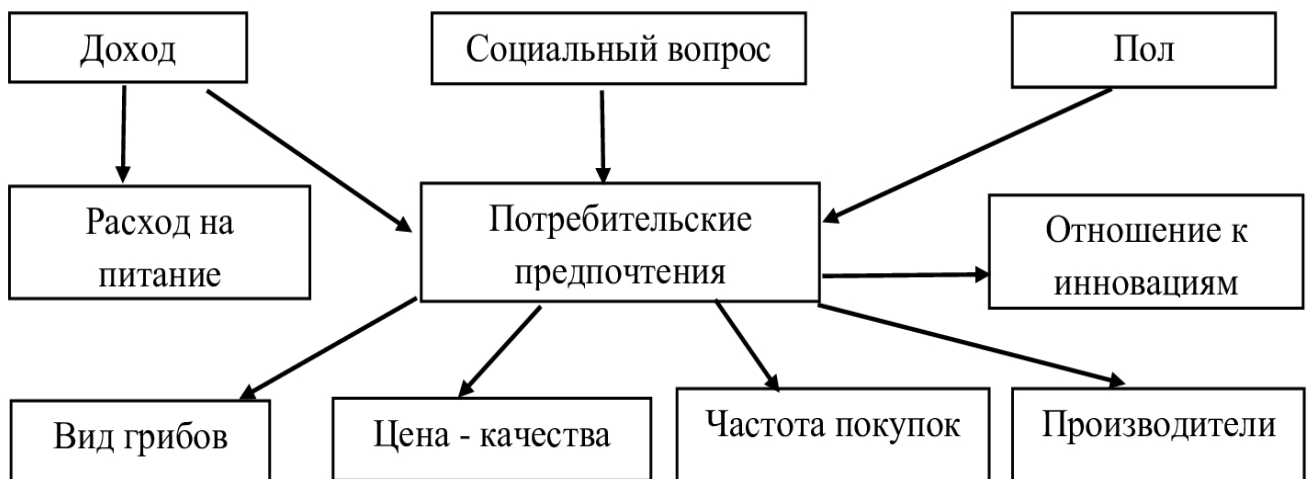 Доход
Социальный вопрос
Пол
Расход на
питание
Потребительские
предпочтения
Отношение к
инновациям
Вид грибов
Цена - качества
Частота покупок
Производители